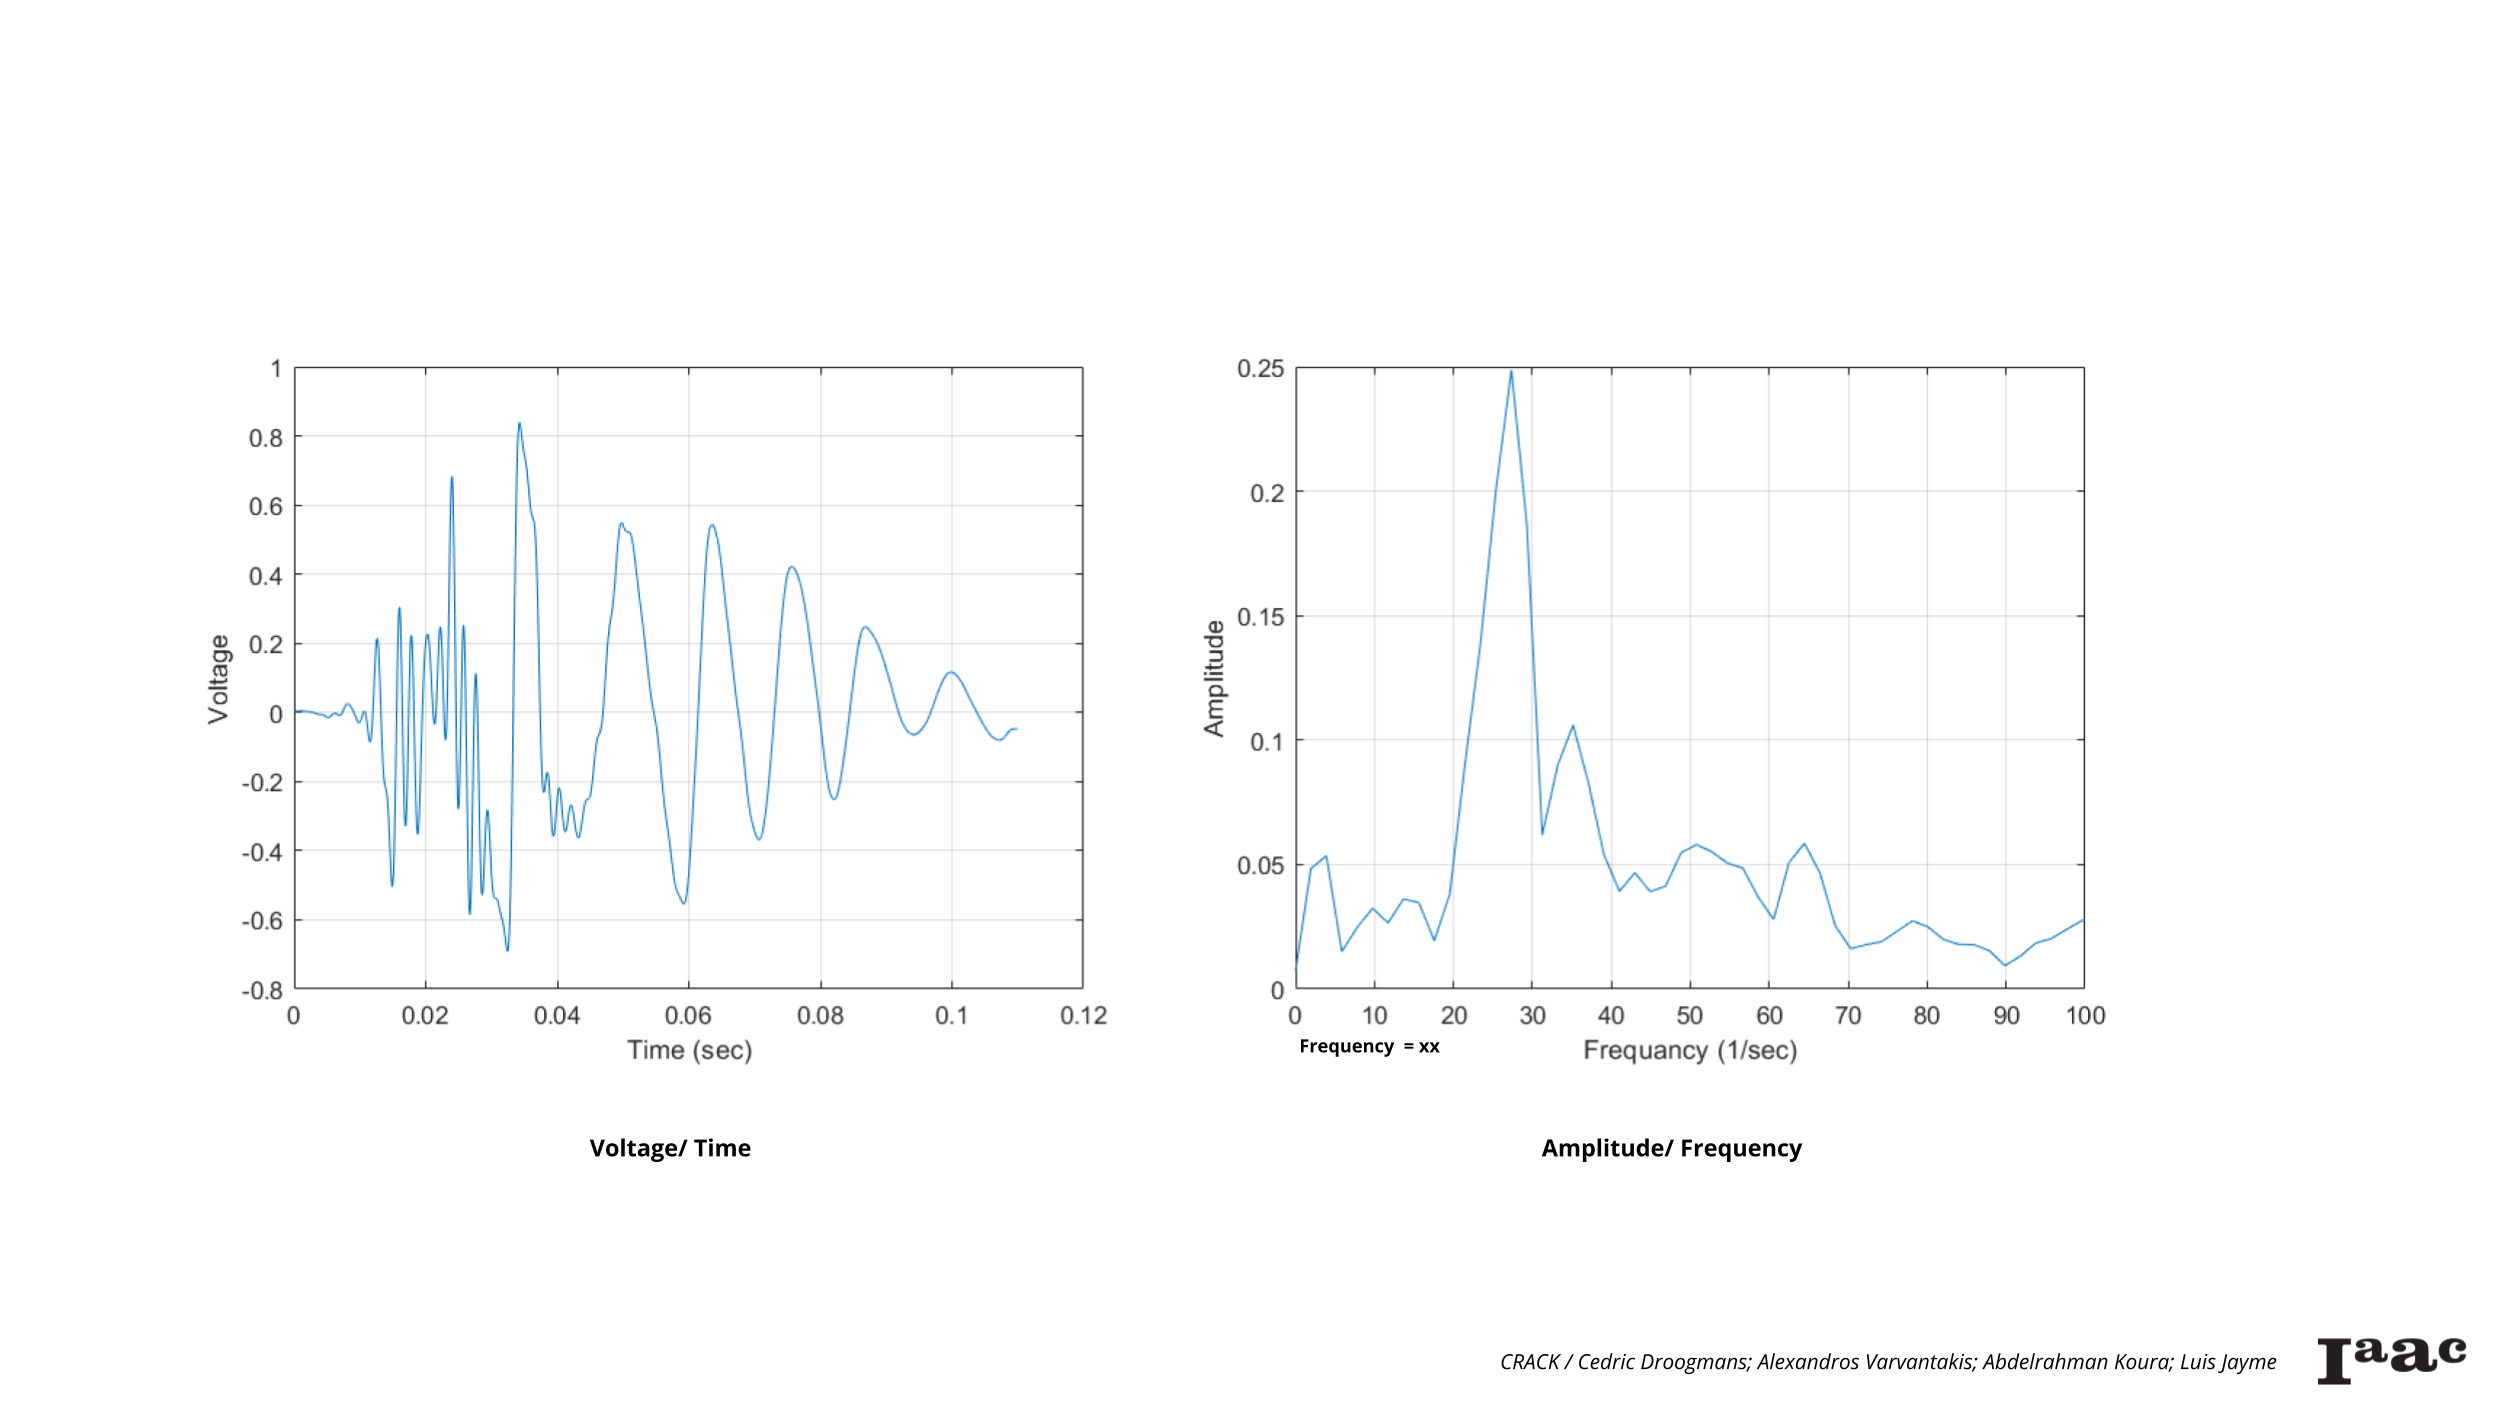 1
0.8
0.6
0.4
0.2
0
-0.2
-0.4
-0.6
-0.8
Voltage
0 0.02 0.04 0.06 0.08 0.1 0.12
Time (sec)
Voltage/ Time
0.25
0.2
0.15
0.1
0.05
0
Amplitude
0 10 20 30 40 50 60 70 80 90 100
Frequency = xx
Frequancy (1/sec)
Amplitude/ Frequency
CRACK / Cedric Droogmans; Alexandros Varvantakis; Abdelrahman Koura; Luis Jayme
Iaac